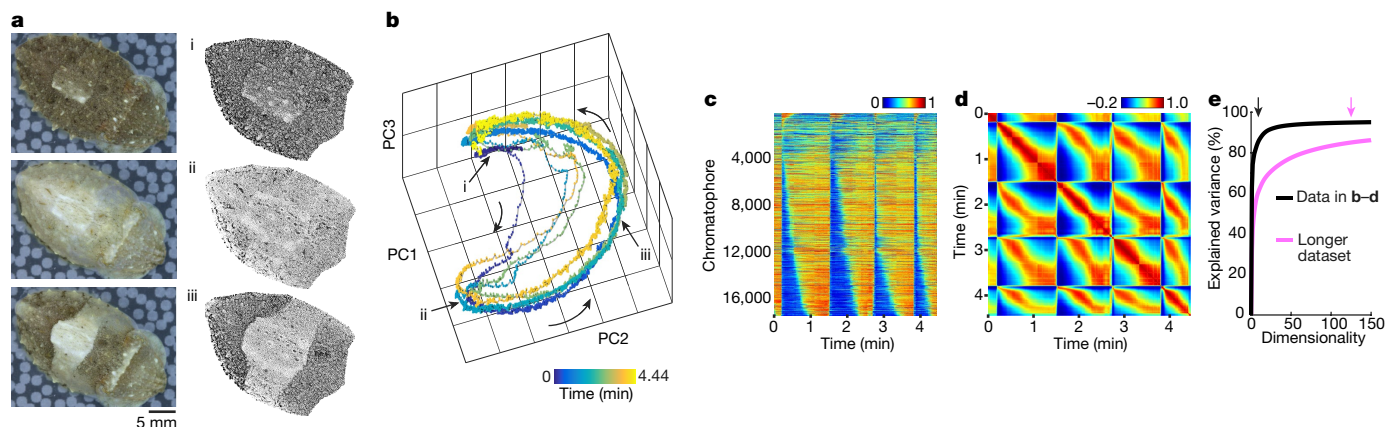 a
i
ii
iii
5 mm
b
PC3
PC1
PC2
i
ii
iii
0 4.44
Time (min)
c
0 1
Chromatophore
4,000
8,000
12,000
16,000
0 1 2 3 4
Time (min)
d
−0.2 1.0
Time (min)
0
1
2
3
4
0 1 2 3 4
Time (min)
e
Explained variance (%)
100
80
60
40
20
0
Data in b–d
Longer
dataset
0 50 100 150
Dimensionality